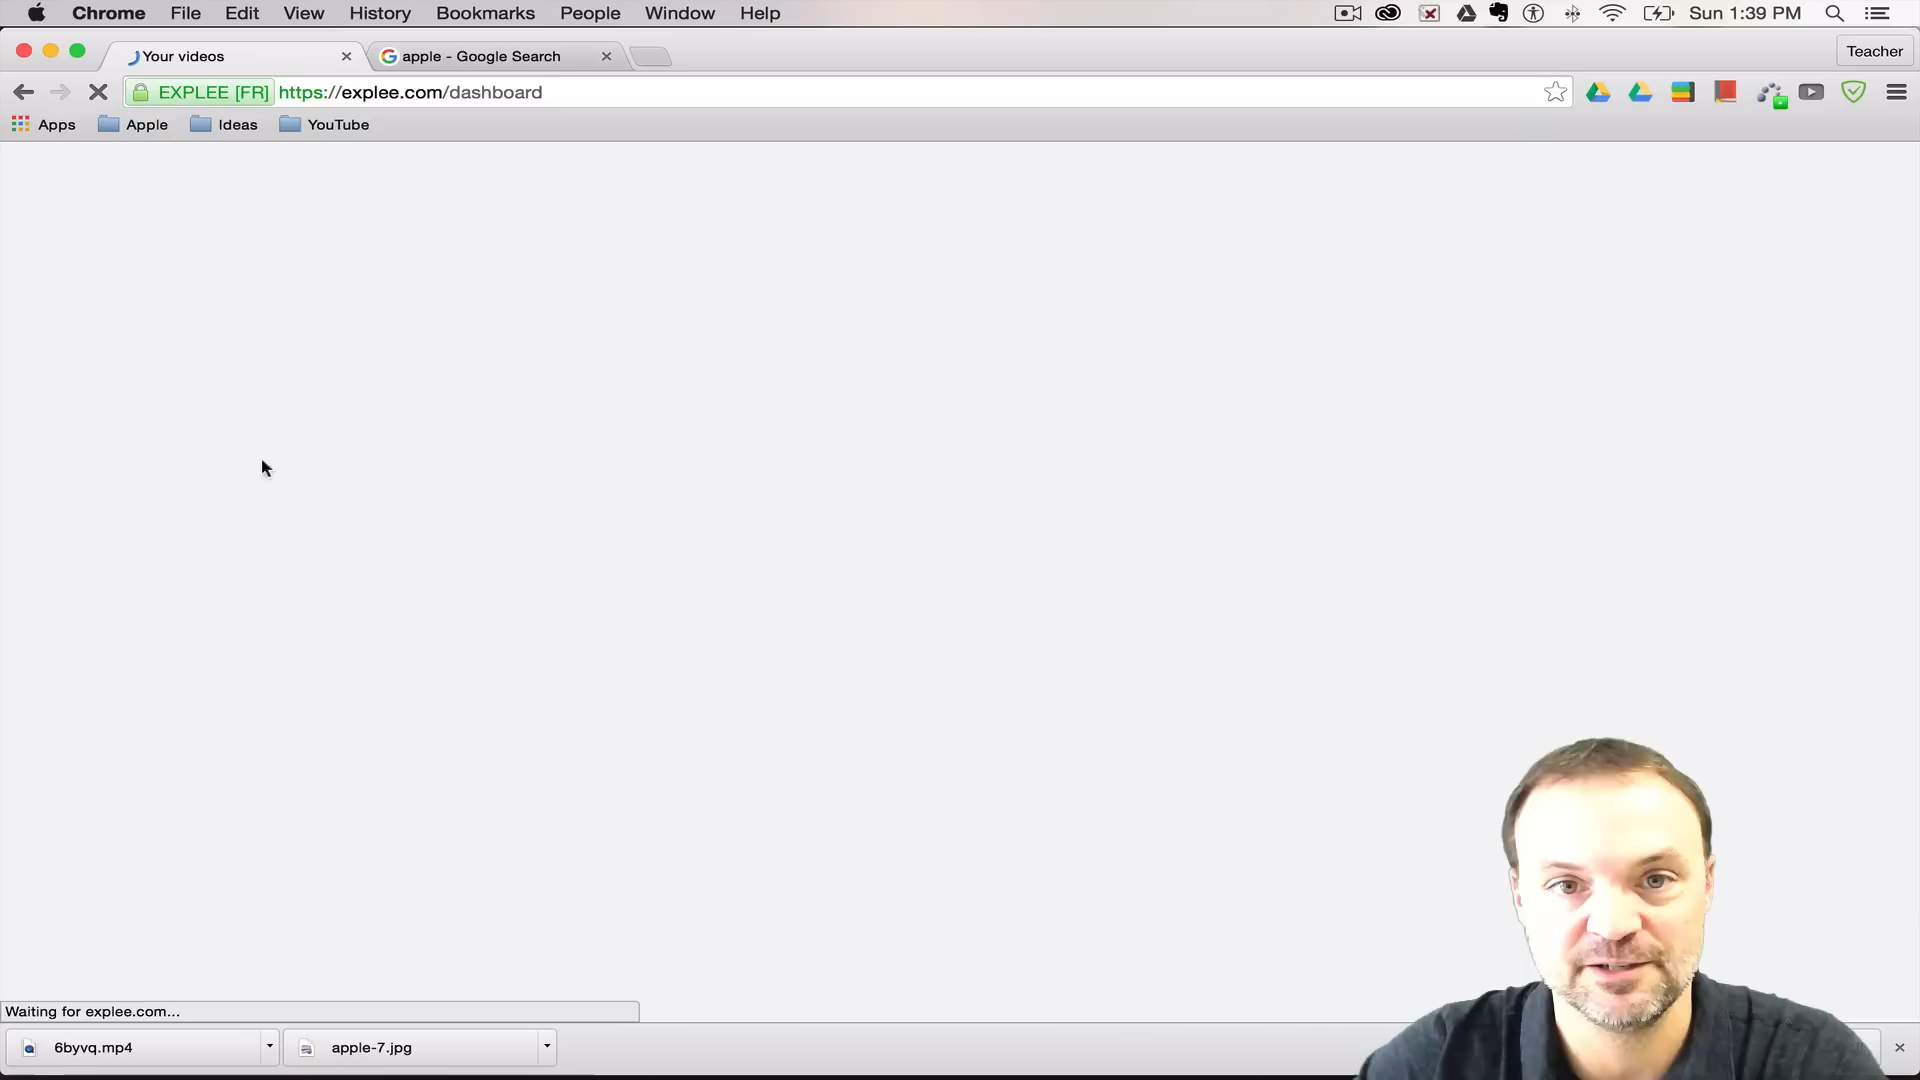 Chrome File Edit View History Bookmarks People Window Help Sun 1:39 PM
Your videos apple - Google Search Teacher
EXPLEE [FR] https://explee.com/dashboard
Apps Apple Ideas YouTube
Waiting for explee.com...
6byvq.mp4 apple-7.jpg